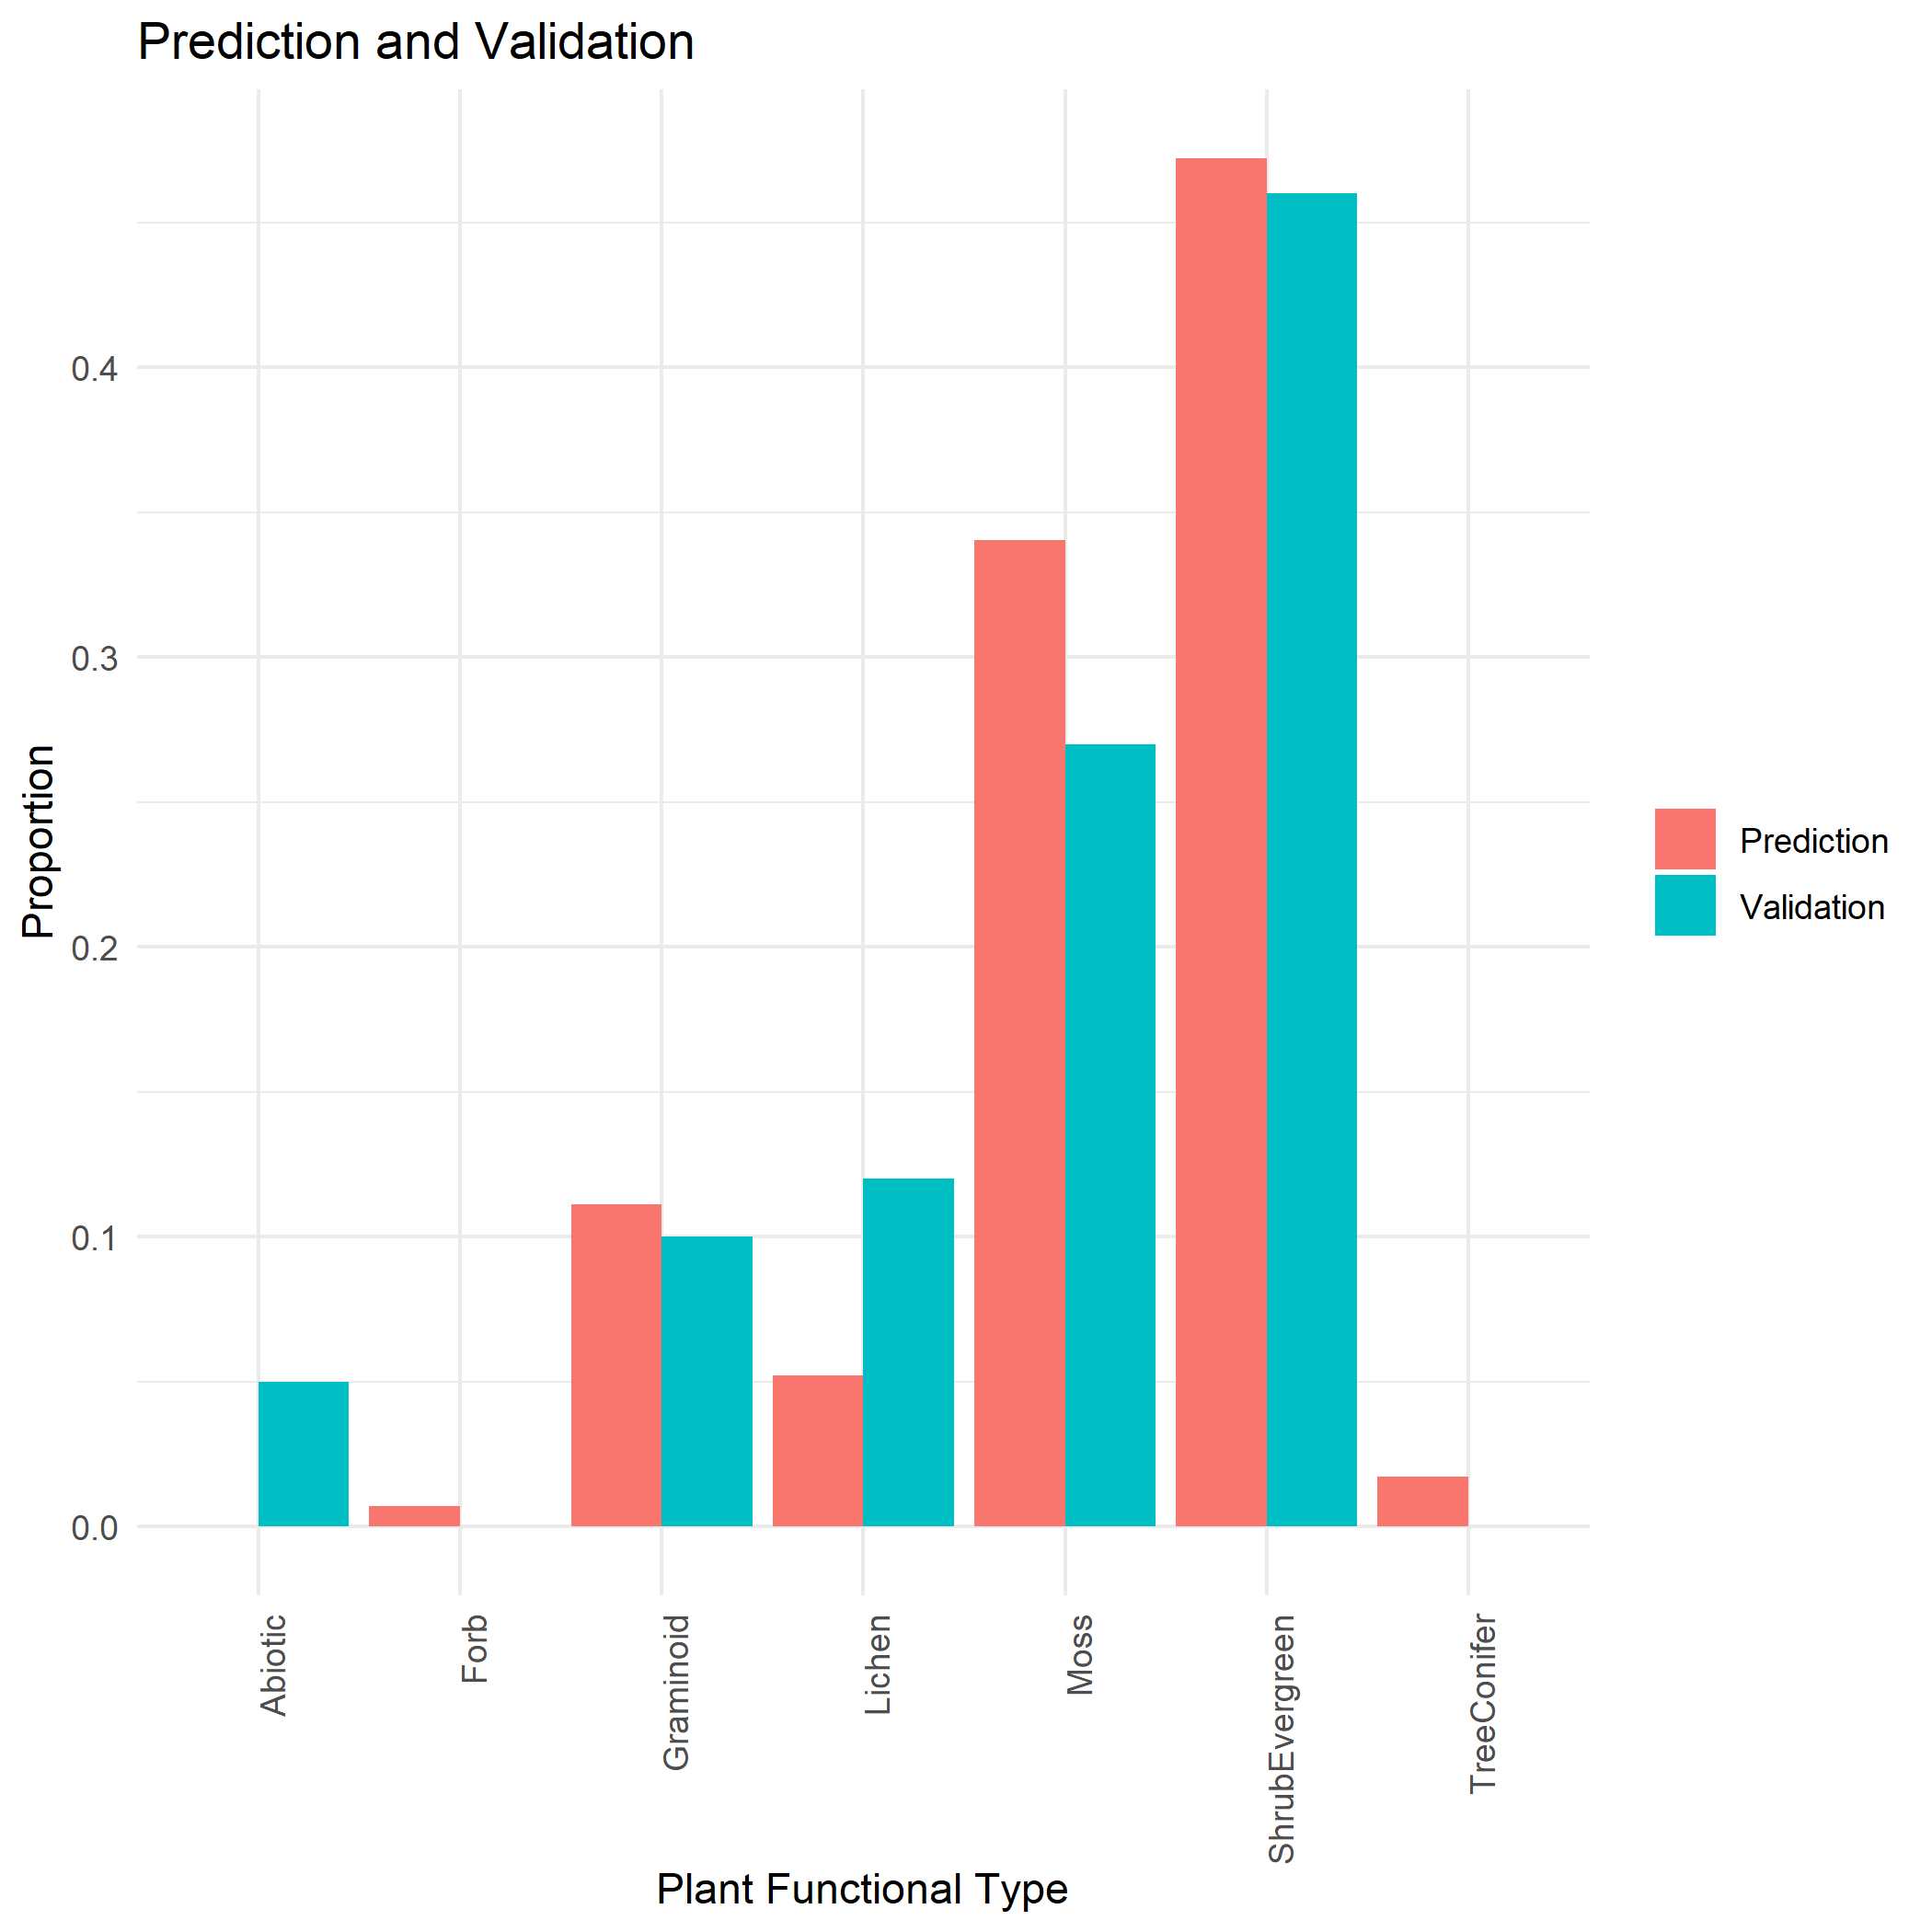 Prediction and Validation
Proportion
0.4
0.3
0.2
0.1
0.0
Abiotic
Forb
Graminoid
Lichen
Moss
ShrubEvergreen
TreeConifer
Plant Functional Type
Prediction
Validation